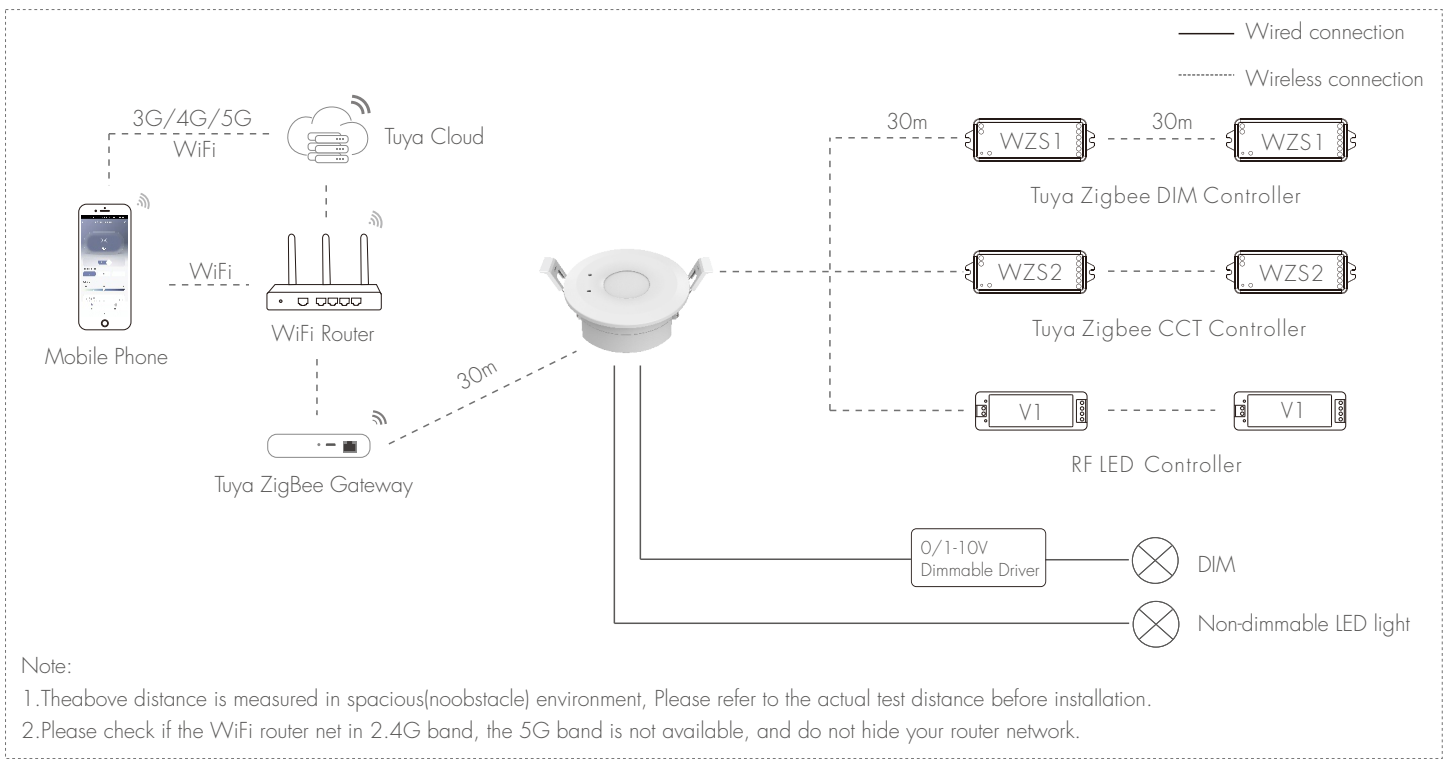 Wired connection
Wireless connection
3G/4G/5G
WiFi
Tuya Cloud
30m
WZS1
30m
WZS1
Tuya Zigbee DIM Controller
WiFi
WiFi Router
Mobile Phone
WZS2
WZS2
Tuya Zigbee CCT Controller
30m
Tuya ZigBee Gateway
V1
V1
RF LED Controller
0/1-10V
Dimmable Driver
DIM
Non-dimmable LED light
Note:
1.Theabove distance is measured in spacious(noobstacle) environment, Please refer to the actual test distance before installation.
2.Please check if the WiFi router net in 2.4G band, the 5G band is not available, and do not hide your router network.